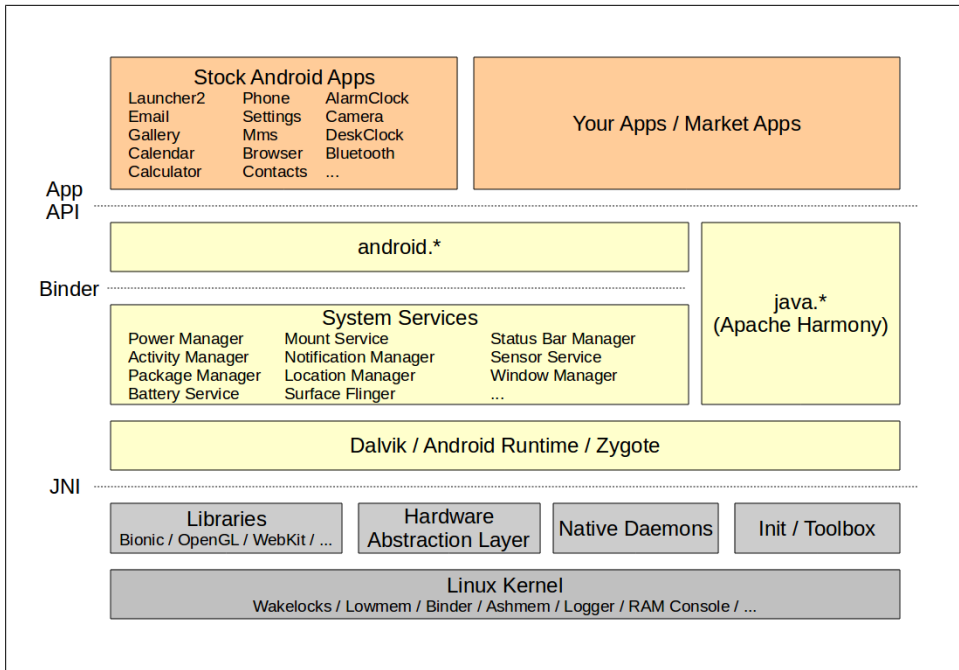 Stock Android Apps
Launcher2 Phone AlarmClock
Email Settings Camera
Gallery Mms DeskClock
Calendar Browser Bluetooth
Calculator Contacts ...
Your Apps / Market Apps
App
API
android.*
Binder
java.*
(Apache Harmony)
System Services
Power Manager Mount Service Status Bar Manager
Activity Manager Notification Manager Sensor Service
Package Manager Location Manager Window Manager
Battery Service Surface Flinger ...
Dalvik / Android Runtime / Zygote
JNI
Libraries
Bionic / OpenGL / WebKit / ...
Hardware
Abstraction Layer
Native Daemons
Init / Toolbox
Linux Kernel
Wakelocks / Lowmem / Binder / Ashmem / Logger / RAM Console / ...